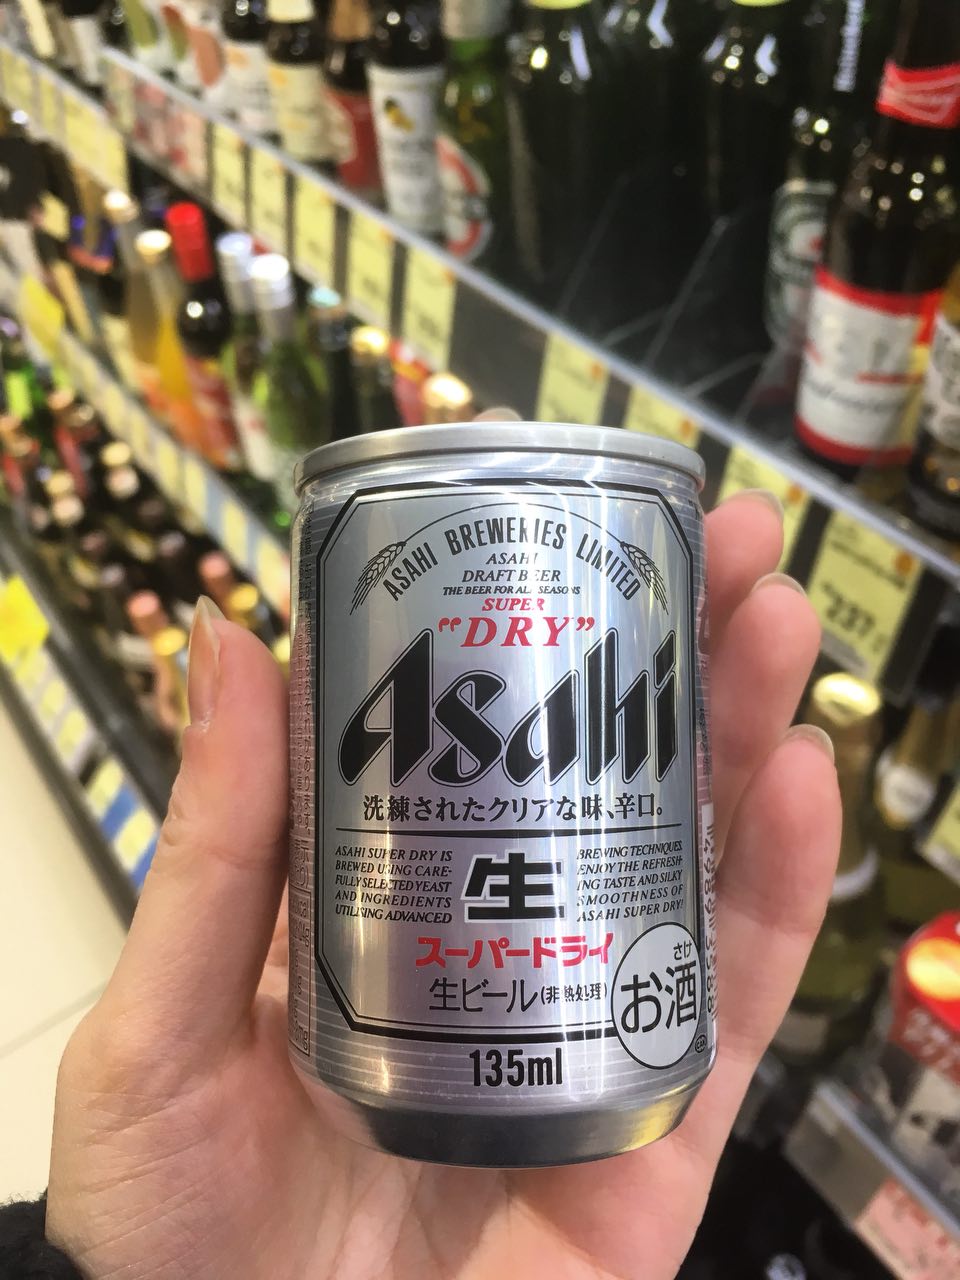 ASAHI BREWERIES LIMITED
ASAHI
DRAFT BEER
THE BEER FOR ALL SEASONS
SUPER
"DRY"
Asahi
洗練されたクリアな味、辛口。
ASAHI SUPER DRY IS
BREWED USING CARE-
FULLY SELECTED YEAST
AND INGREDIENTS
UTILISING ADVANCED
生
BREWING TECHNIQUES.
ENJOY THE REFRESH-
ING TASTE AND SILKY
SMOOTHNESS OF
ASAHI SUPER DRY!
スーパードライ
生ビール(非熱処理)
さけ
お酒
135ml
237